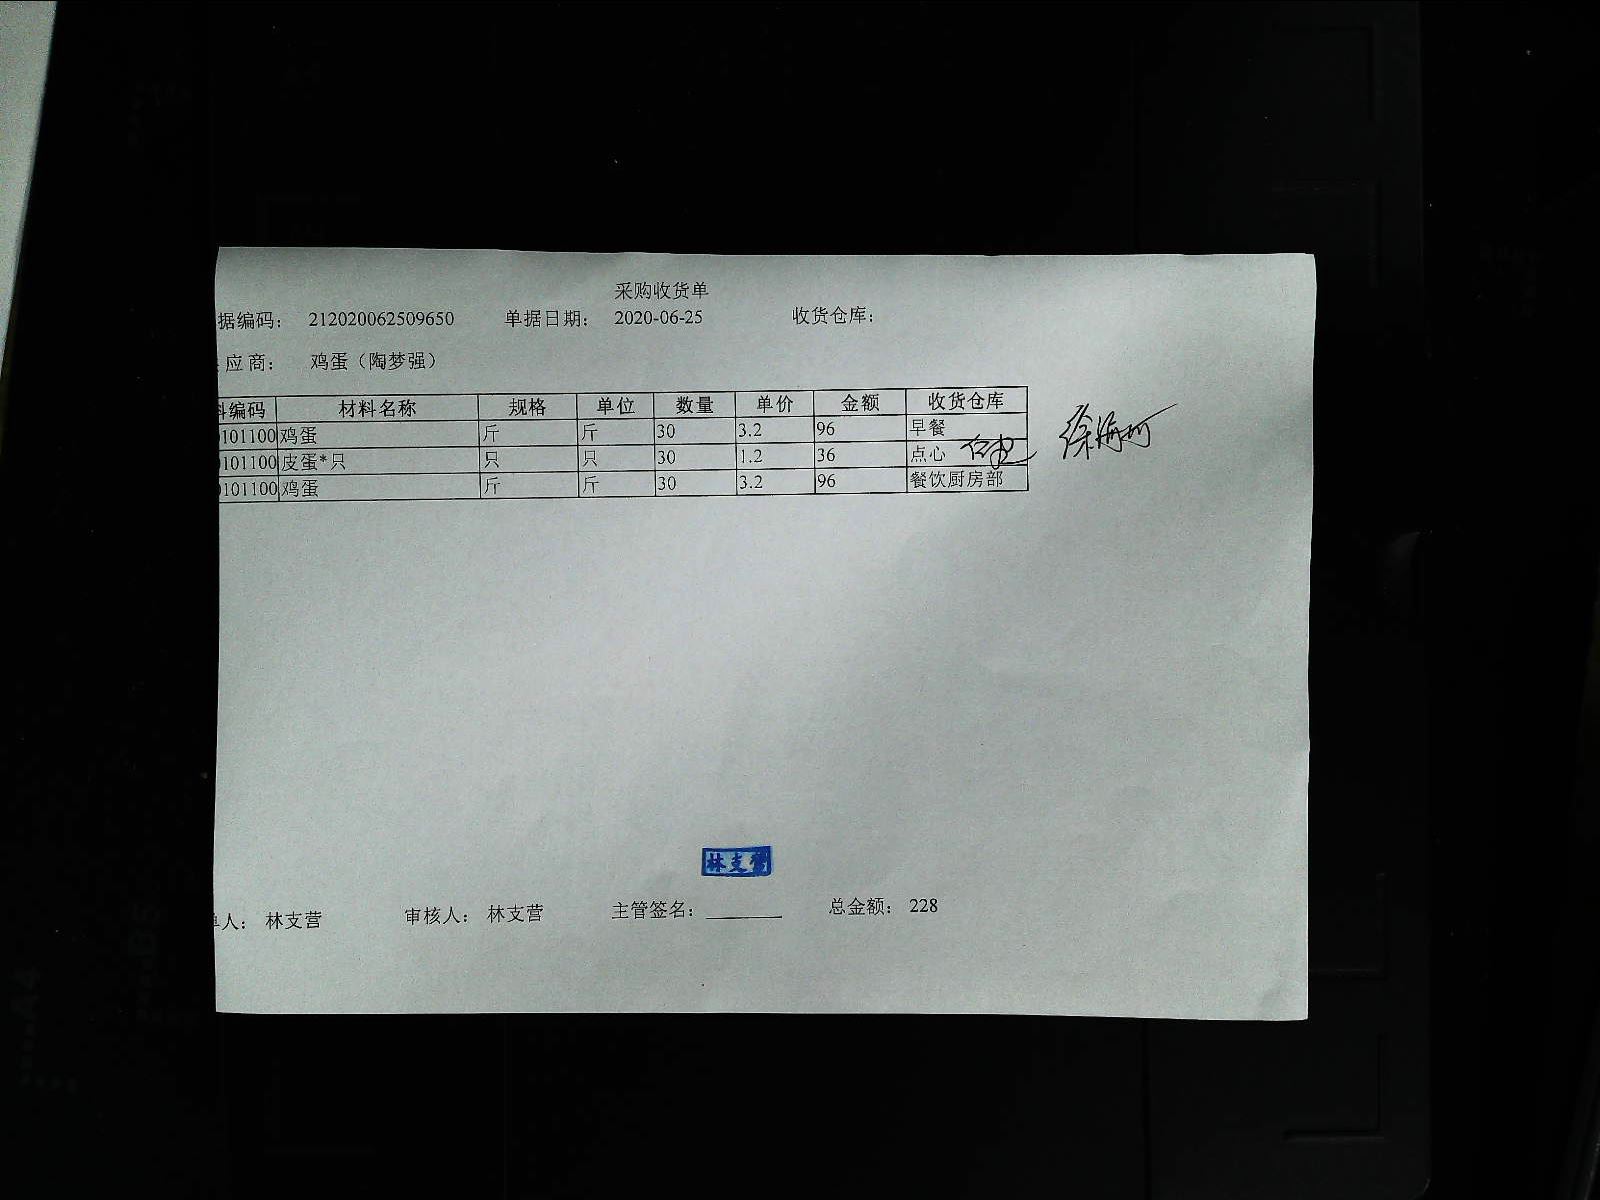 采购收货单
据编码： 212020062509650 单据日期： 2020-06-25 收货仓库：
应商： 鸡蛋（陶梦强）
料编码 材料名称 规格 单位 数量 单价 金额 收货仓库
0101100 鸡蛋 斤 斤 30 3.2 96 早餐
0101100 皮蛋*只 只 只 30 1.2 36 点心
0101100 鸡蛋 斤 斤 30 3.2 96 餐饮厨房部
林支营
单人： 林支营 审核人： 林支营 主管签名： 总金额： 228